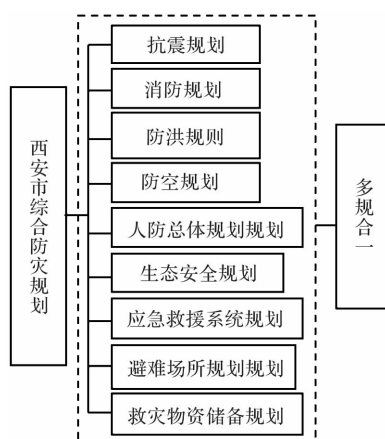 西安市综合防灾规划
抗震规划
消防规划
防洪规则
防空规划
人防总体规划规划
生态安全规划
应急救援系统规划
避难场所规划规划
救灾物资储备规划
多规合一